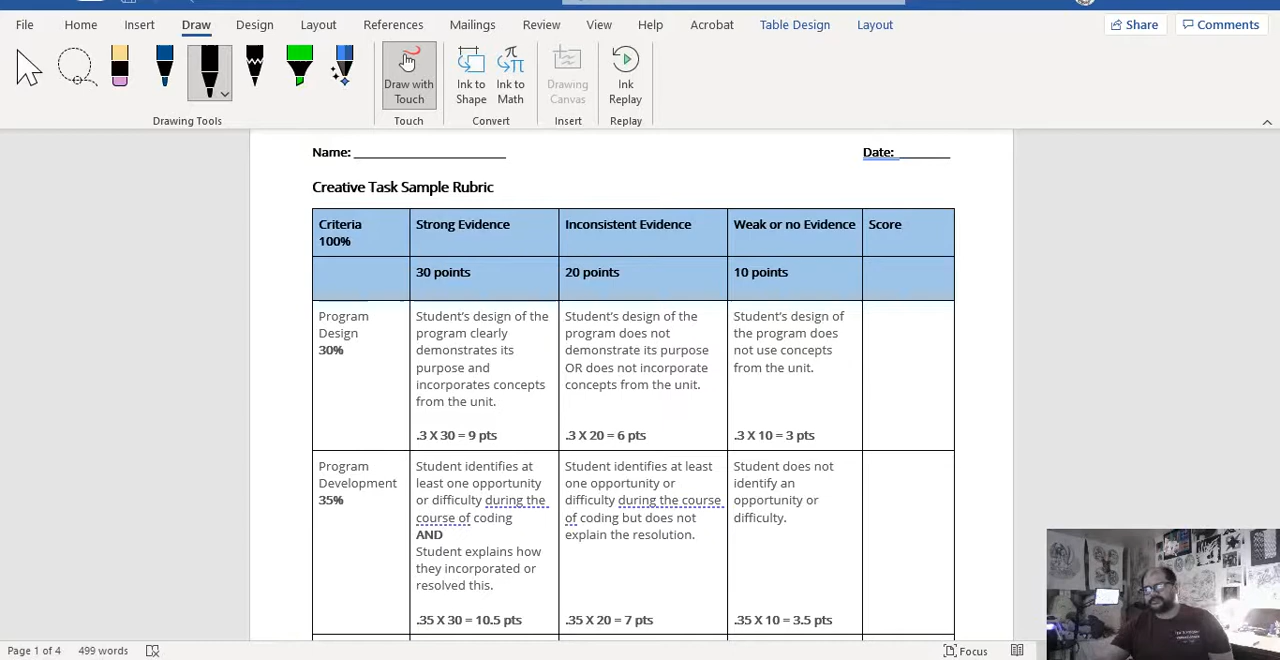 File Home Insert Draw Design Layout References Mailings Review View Help Acrobat Table Design Layout Share Comments
Draw with Touch
Ink to Shape
Ink to Math
Drawing Canvas
Ink Replay
Drawing Tools Touch Convert Insert Replay
Name: ______________________ Date: _______
Creative Task Sample Rubric
Criteria
100%
Strong Evidence
Inconsistent Evidence
Weak or no Evidence
Score
30 points
20 points
10 points
Program
Design
30%
Student's design of the
program clearly
demonstrates its
purpose and
incorporates concepts
from the unit.
.3 X 30 = 9 pts
Student's design of the
program does not
demonstrate its purpose
OR does not incorporate
concepts from the unit.
.3 X 20 = 6 pts
Student's design of
the program does
not use concepts
from the unit.
.3 X 10 = 3 pts
Program
Development
35%
Student identifies at
least one opportunity
or difficulty during the
course of coding
AND
Student explains how
they incorporated or
resolved this.
.35 X 30 = 10.5 pts
Student identifies at least
one opportunity or
difficulty during the course
of coding but does not
explain the resolution.
.35 X 20 = 7 pts
Student does not
identify an
opportunity or
difficulty.
.35 X 10 = 3.5 pts
Page 1 of 4 499 words Focus